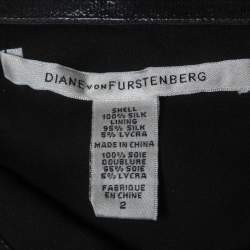 DIANE VON FURSTENBERG
SHELL
100% SILK
LINING
95% SILK
5% LYCRA
MADE IN CHINA
100% SOIE
DOUBLURE
95% SOIE
5% LYCRA
FABRIQUE
EN CHINE
2